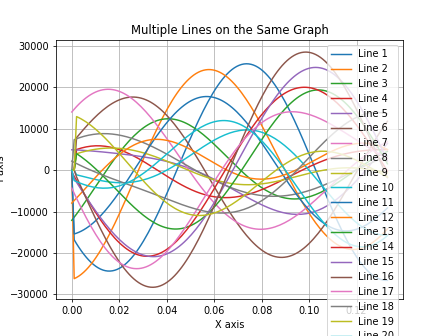 Multiple Lines on the Same Graph
30000
20000
10000
0
−10000
−20000
−30000
0.00
0.02
0.04
0.06
0.08
0.10
X axis
Line 1
Line 2
Line 3
Line 4
Line 5
Line 6
Line 7
Line 8
Line 9
Line 10
Line 11
Line 12
Line 13
Line 14
Line 15
Line 16
Line 17
Line 18
Line 19
Line 20